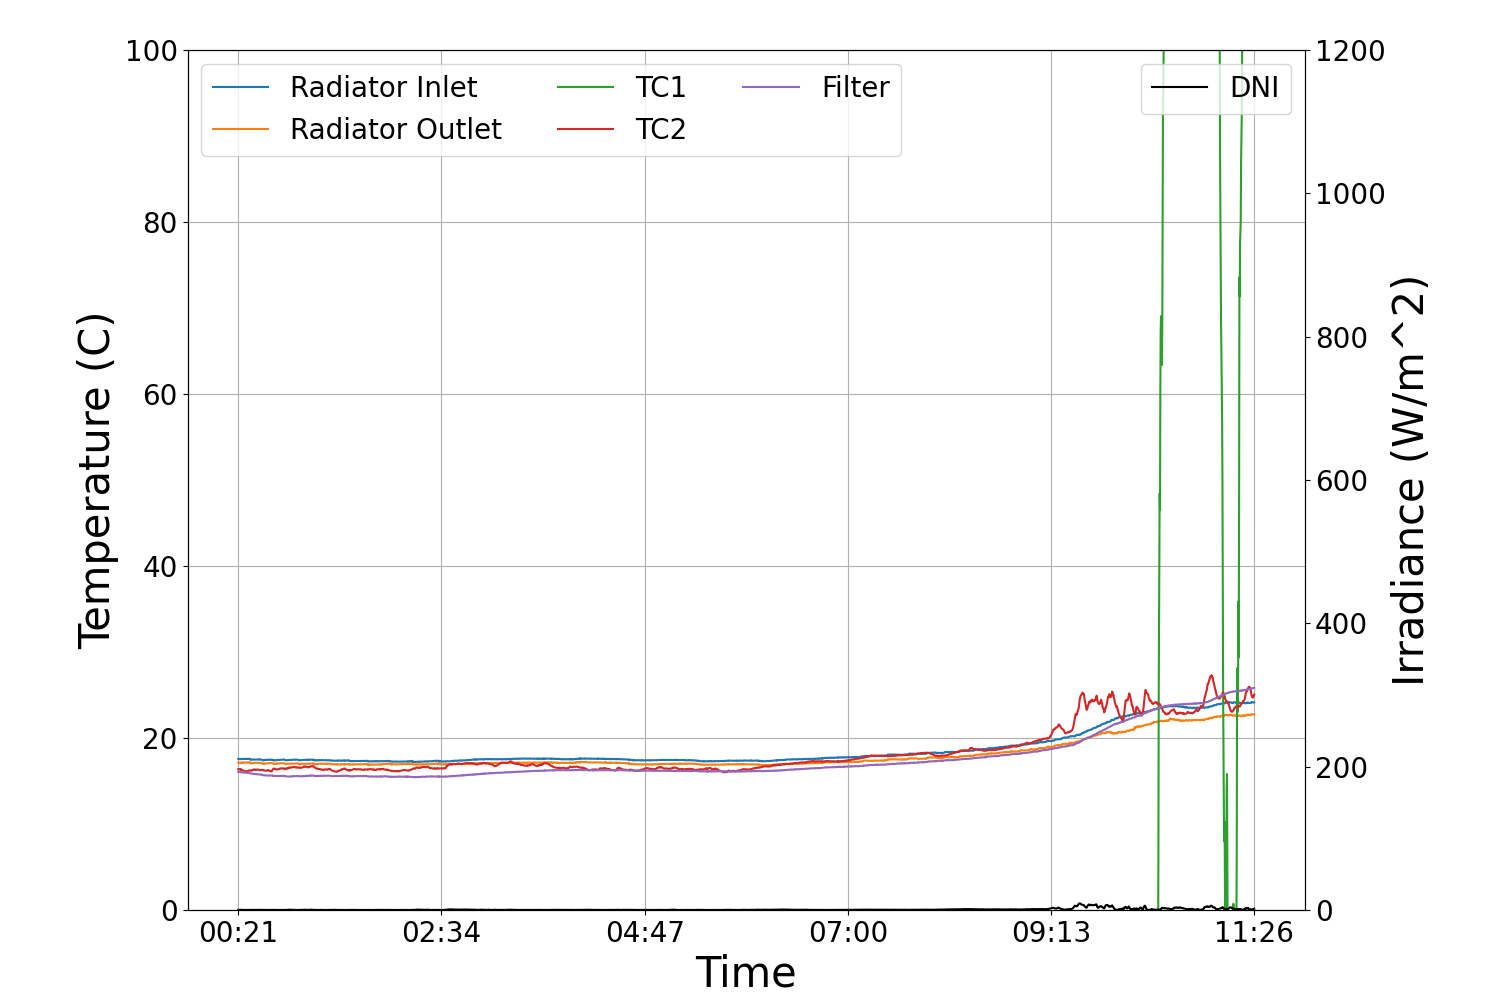 Radiator Inlet
Radiator Outlet
TC1
TC2
Filter
DNI
Temperature (C)
100
80
60
40
20
0
1200
1000
800
600
400
200
0
Irradiance (W/m^2)
00:21 02:34 04:47 07:00 09:13 11:26
Time